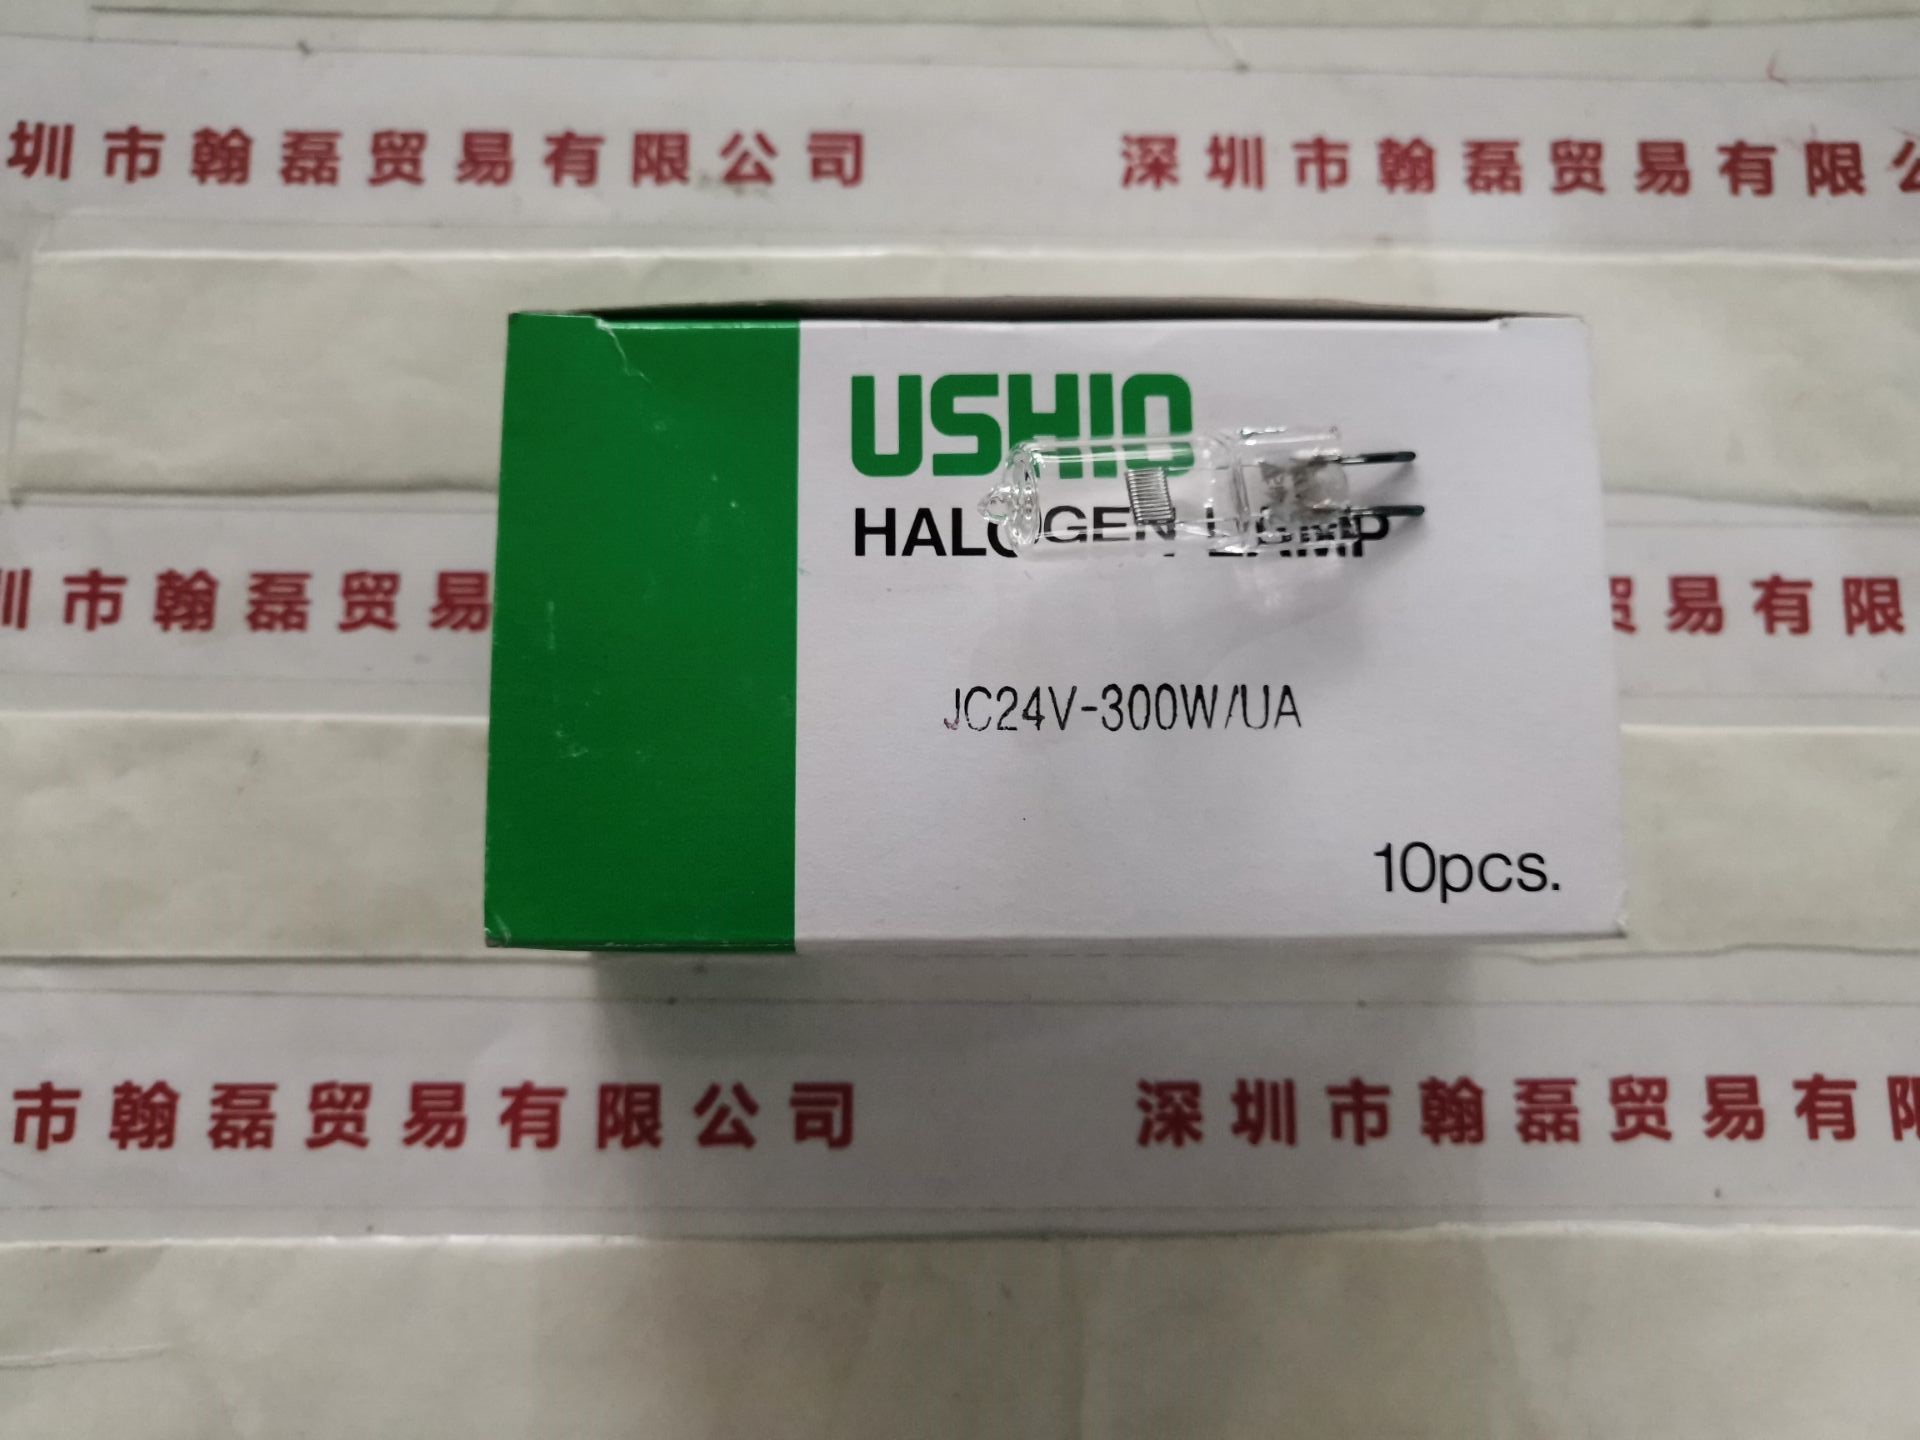 圳市翰磊贸易有限公司 深圳市翰磊贸易有限公
USHIO
HALOGEN LAMP
圳市翰磊贸易 贸易有限
JC24V-300W/UA
10pcs.
市翰磊贸易有限公司 深圳市翰磊贸易有限